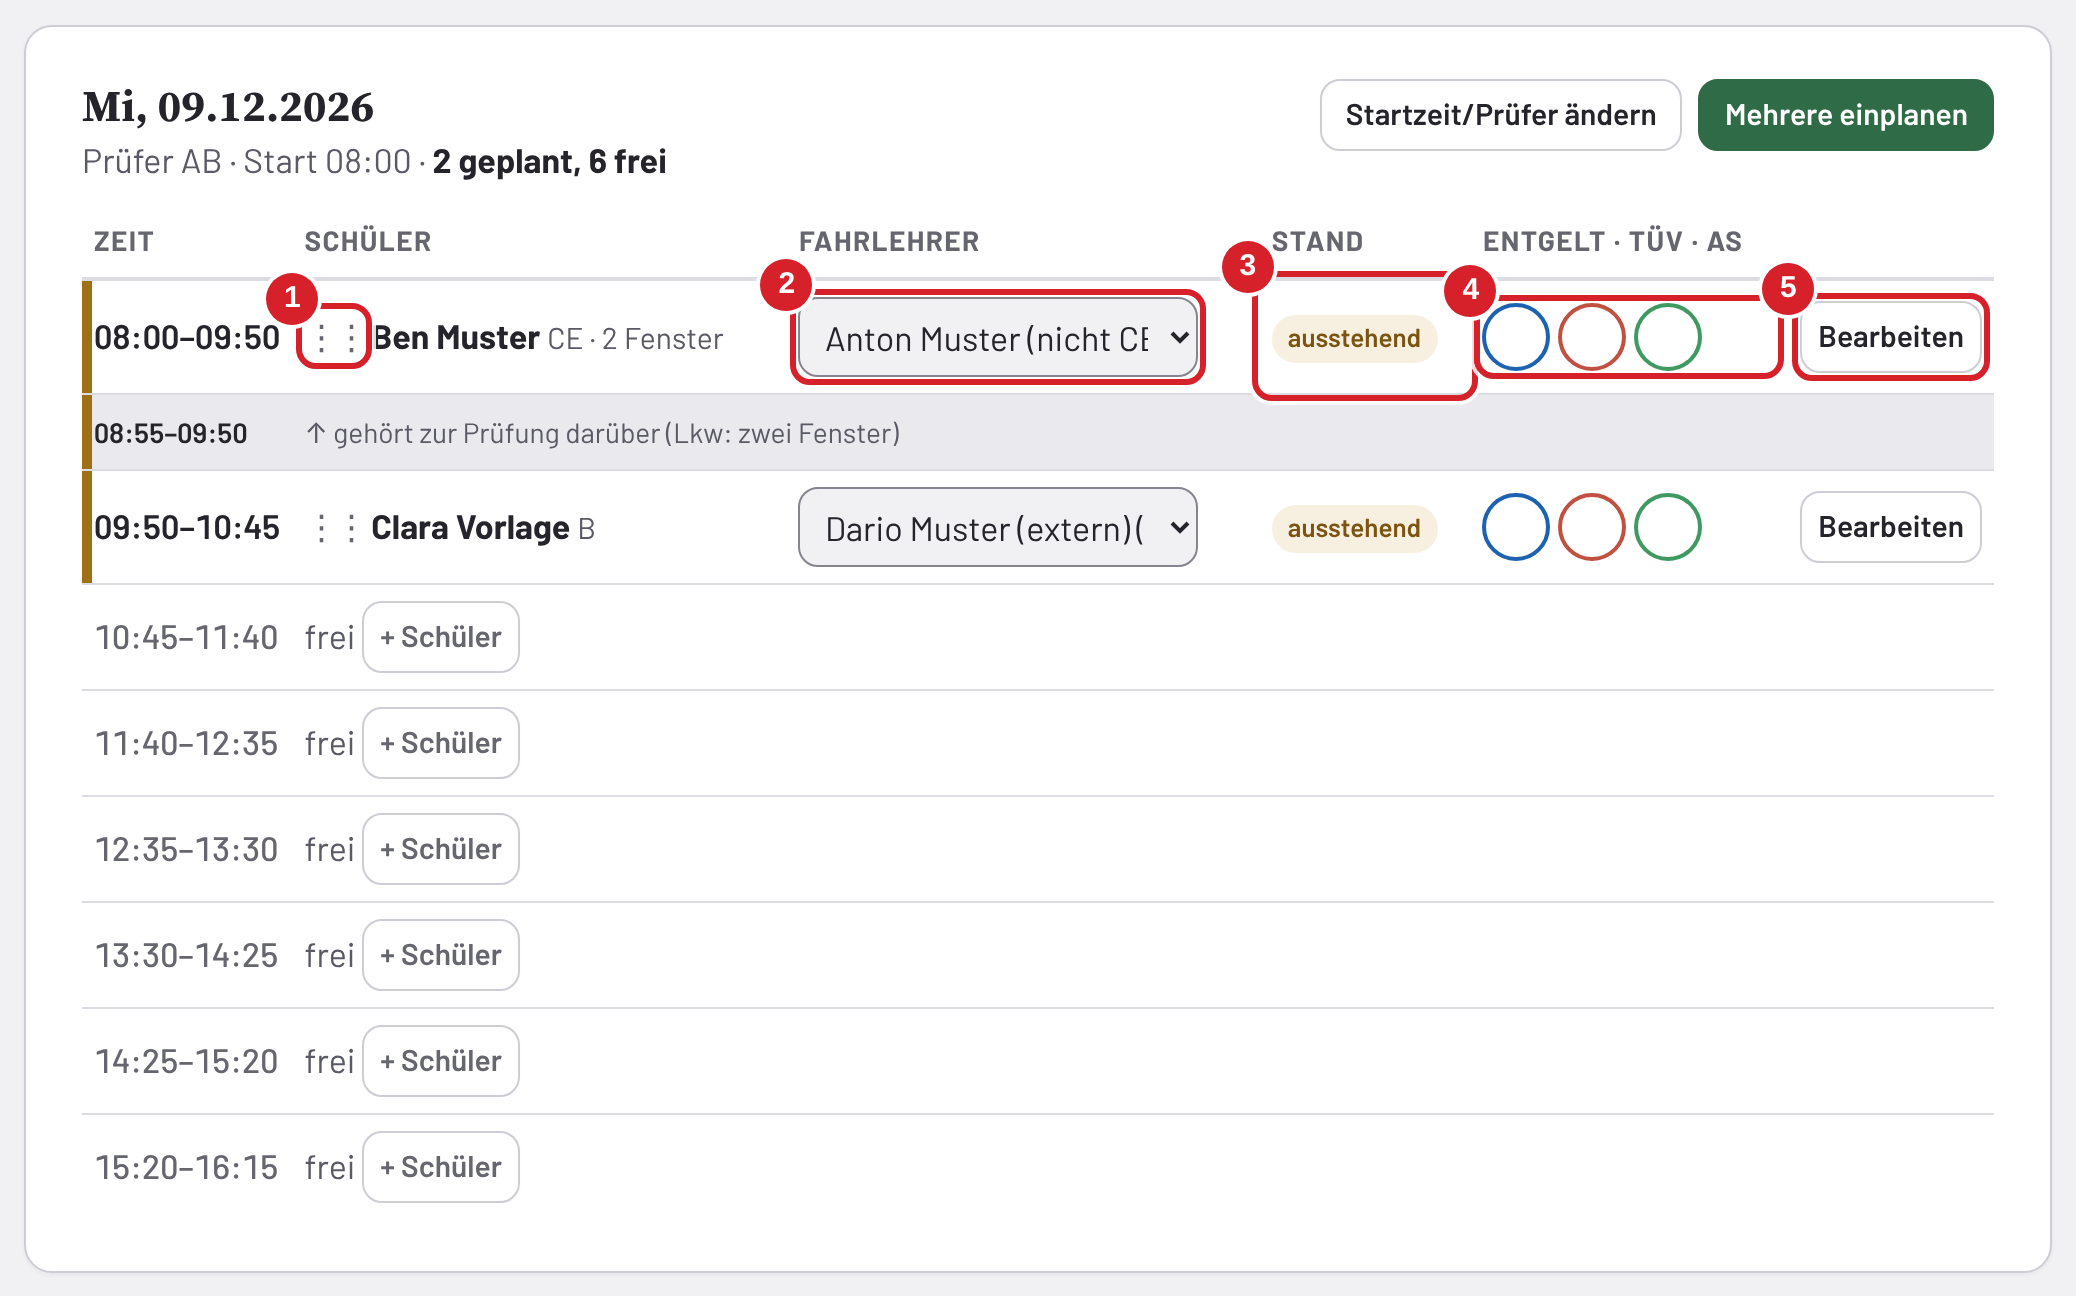 Mi, 09.12.2026
Startzeit/Prüfer ändern
Mehrere einplanen
Prüfer AB · Start 08:00 · 2 geplant, 6 frei
ZEIT SCHÜLER FAHRLEHRER STAND ENTGELT · TÜV · AS
1 2 3 4 5
08:00–09:50 ⋮⋮ Ben Muster CE · 2 Fenster Anton Muster (nicht CE ausstehend Bearbeiten
08:55–09:50 ↑ gehört zur Prüfung darüber (Lkw: zwei Fenster)
09:50–10:45 ⋮⋮ Clara Vorlage B Dario Muster (extern) ( ausstehend Bearbeiten
10:45–11:40 frei + Schüler
11:40–12:35 frei + Schüler
12:35–13:30 frei + Schüler
13:30–14:25 frei + Schüler
14:25–15:20 frei + Schüler
15:20–16:15 frei + Schüler